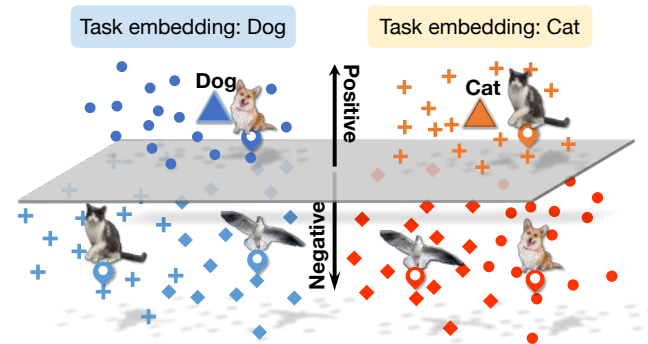 Task embedding: Dog
Task embedding: Cat
Dog
Positive
Cat
Negative